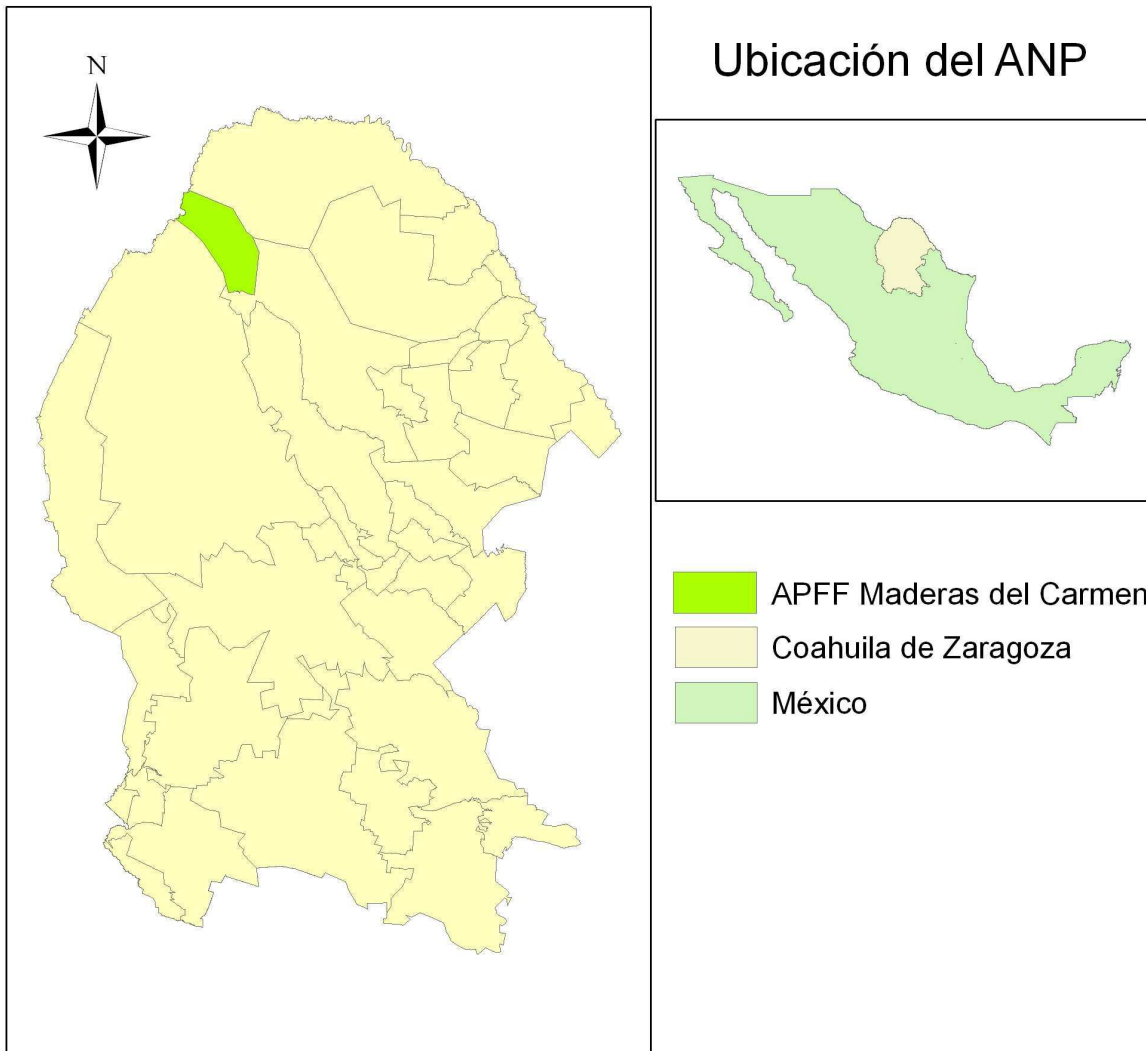 N
Ubicación del ANP
APFF Maderas del Carmen
Coahuila de Zaragoza
México